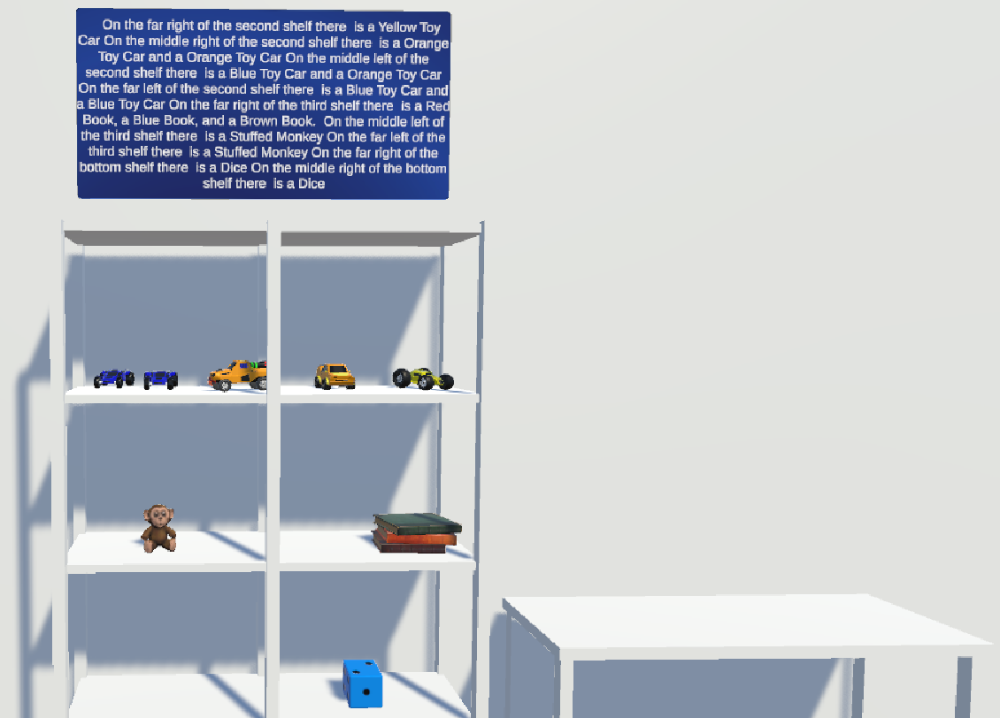 On the far right of the second shelf there is a Yellow Toy
Car On the middle right of the second shelf there is a Orange
Toy Car and a Orange Toy Car On the middle left of the
second shelf there is a Blue Toy Car and a Orange Toy Car
On the far left of the second shelf there is a Blue Toy Car and
a Blue Toy Car On the far right of the third shelf there is a Red
Book, a Blue Book, and a Brown Book. On the middle left of
the third shelf there is a Stuffed Monkey On the far left of the
third shelf there is a Stuffed Monkey On the far right of the
bottom shelf there is a Dice On the middle right of the bottom
shelf there is a Dice